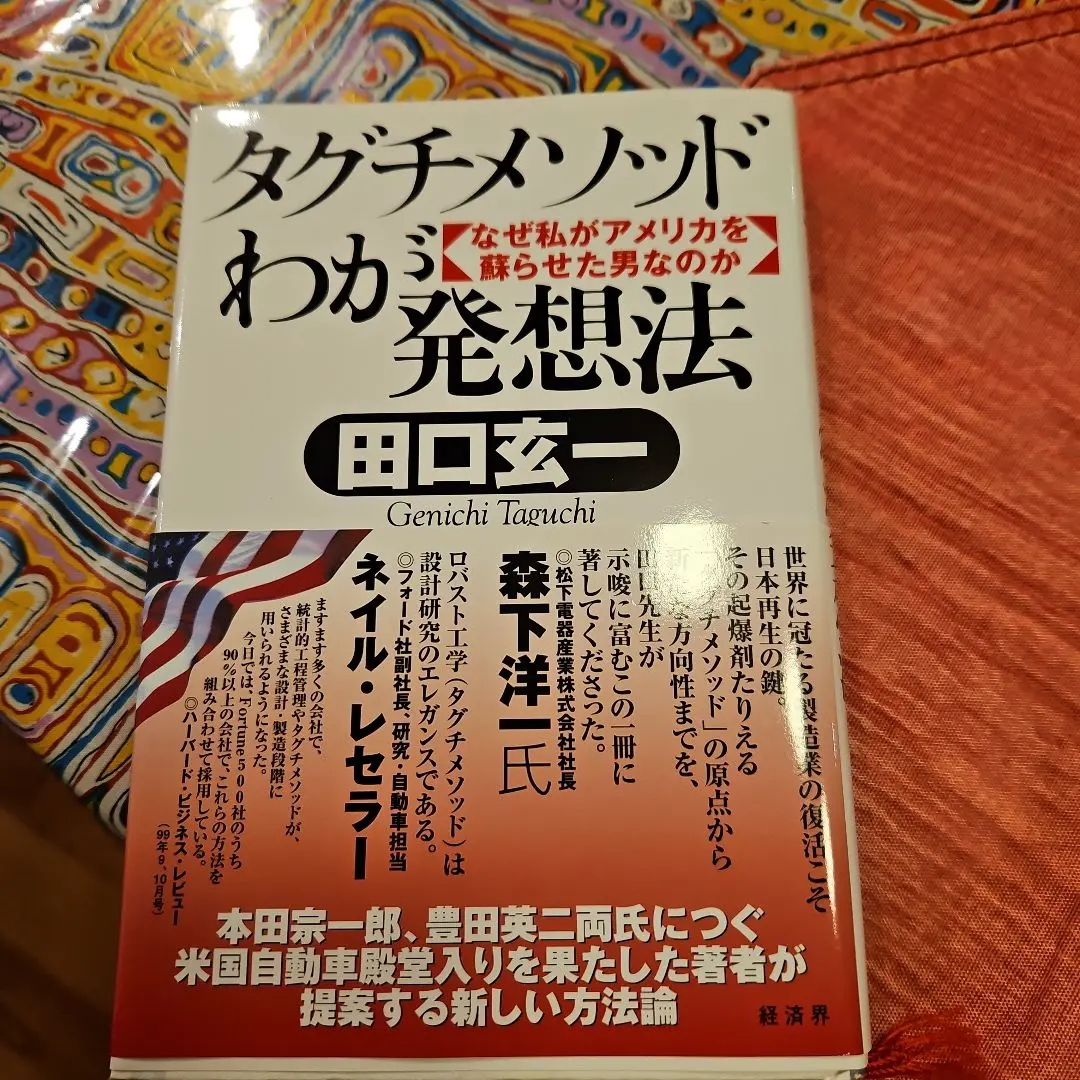 タグチメソッド
わが発想法
【なぜ私がアメリカを
蘇らせた男なのか】
田口玄一
Genichi Taguchi
世界に冠たる製造業の復活こそ
日本再生の鍵。
その起爆剤たりえる
メソッド」の原点から
新な方向性までを、
田口先生が
示唆に富むこの一冊に
著してくださった。
◎松下電器産業株式会社社長
森下洋一氏
ロバスト工学(タグチメソッド)は
設計研究のエレガンスである。
◎フォード社副社長、研究・自動車担当
ネイル・レセラー
ますます多くの会社で、
統計的工程管理やタグチメソッドが、
さまざまな設計・製造段階に
用いられるようになった。
今日では、Fortune500社のうち
90%以上の会社で、これらの方法を
組み合わせて採用している。
◎ハーバード・ビジネス・レビュー
(99年9、10月号)
本田宗一郎、豊田英二両氏につぐ
米国自動車殿堂入りを果たした著者が
提案する新しい方法論
経済界